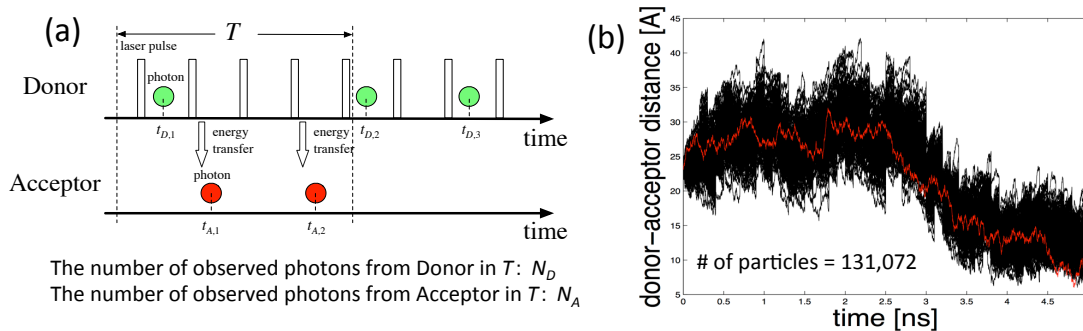 (a)
T
laser pulse
Donor
photon
t_{D,1}
t_{D,2}
t_{D,3}
time
energy
transfer
energy
transfer
Acceptor
photon
t_{A,1}
t_{A,2}
time
The number of observed photons from Donor in T: N_D
The number of observed photons from Acceptor in T: N_A
(b)
donor-acceptor distance [A]
45
40
35
30
25
20
15
10
5
# of particles = 131,072
0
0.5
1
1.5
2
2.5
3
3.5
4
4.5
time [ns]